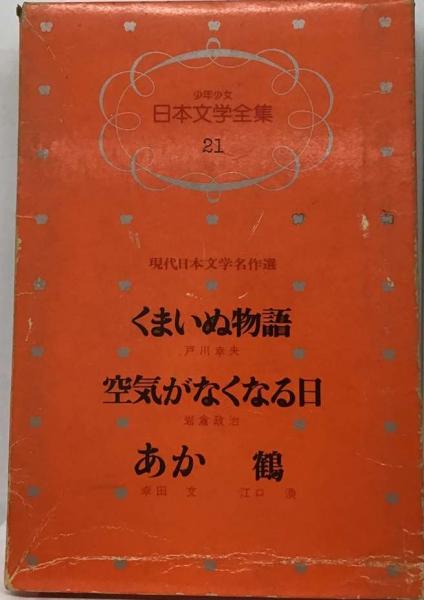 少年少女
日本文学全集
21
現代日本文学名作選
くまいぬ物語
戸川幸夫
空気がなくなる日
岩倉政治
あか 鶴
幸田 文 江口 渙